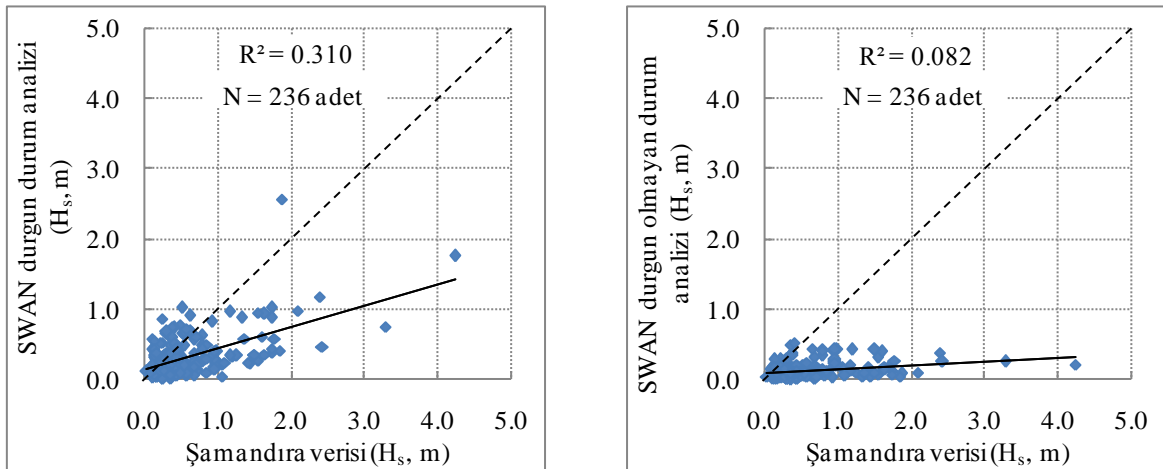 SWAN durgun durum analizi
(Hₛ, m)
5.0
4.0
3.0
2.0
1.0
0.0
R² = 0.310
N = 236 adet
0.0 1.0 2.0 3.0 4.0 5.0
Şamandıra verisi (Hₛ, m)
SWAN durgun olmayan durum
analizi (Hₛ, m)
5.0
4.0
3.0
2.0
1.0
0.0
R² = 0.082
N = 236 adet
0.0 1.0 2.0 3.0 4.0 5.0
Şamandıra verisi (Hₛ, m)